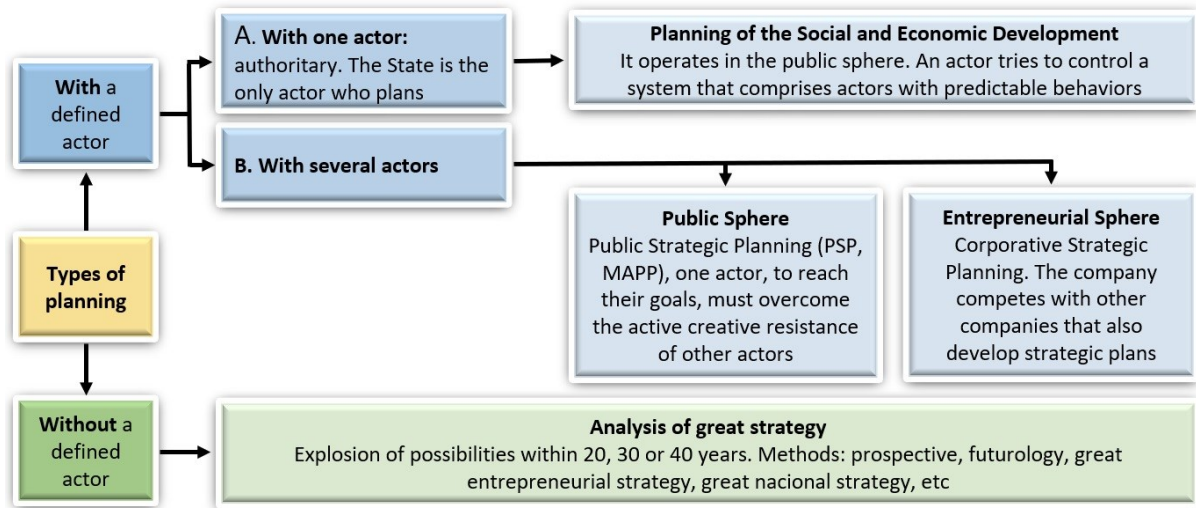 Types of
planning
With a
defined
actor
A. With one actor:
authoritary. The State is the
only actor who plans
Planning of the Social and Economic Development
It operates in the public sphere. An actor tries to control a
system that comprises actors with predictable behaviors
B. With several actors
Public Sphere
Public Strategic Planning (PSP,
MAPP), one actor, to reach
their goals, must overcome
the active creative resistance
of other actors
Entrepreneurial Sphere
Corporative Strategic
Planning. The company
competes with other
companies that also
develop strategic plans
Without a
defined
actor
Analysis of great strategy
Explosion of possibilities within 20, 30 or 40 years. Methods: prospective, futurology, great
entrepreneurial strategy, great nacional strategy, etc